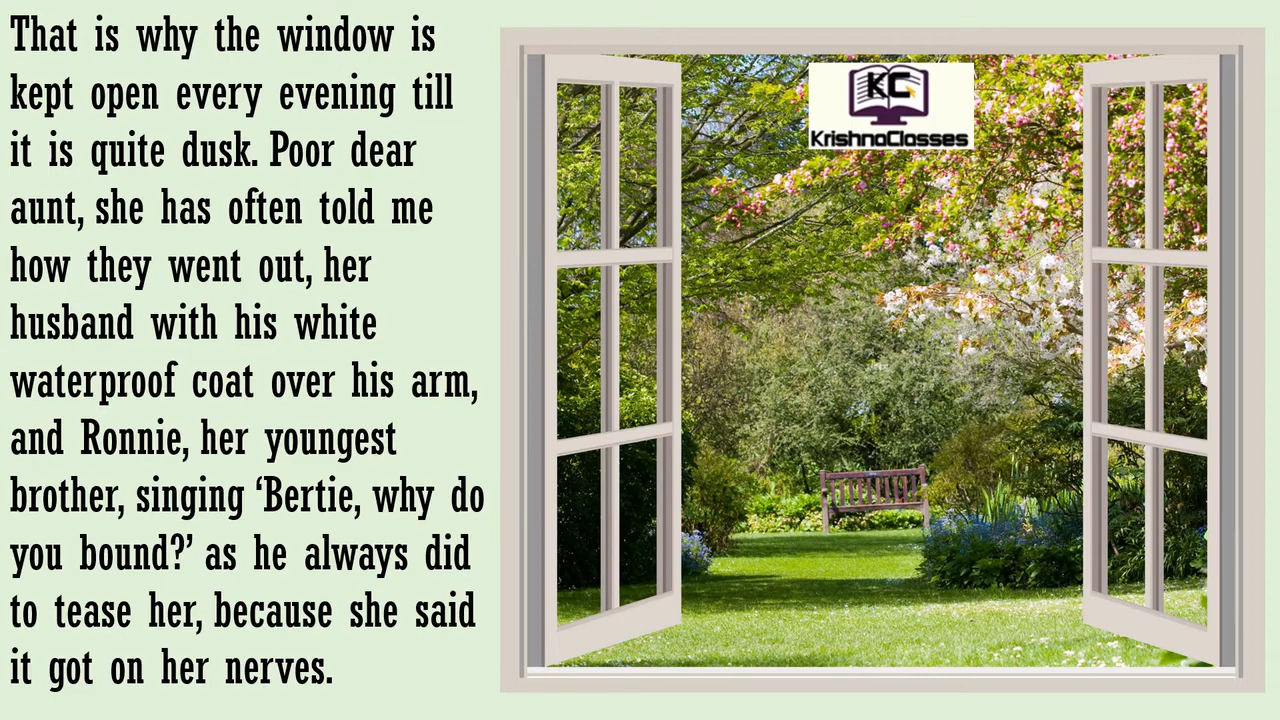 That is why the window is
kept open every evening till
it is quite dusk. Poor dear
aunt, she has often told me
how they went out, her
husband with his white
waterproof coat over his arm,
and Ronnie, her youngest
brother, singing ‘Bertie, why do
you bound?’ as he always did
to tease her, because she said
it got on her nerves.
KC
KrishnaClasses